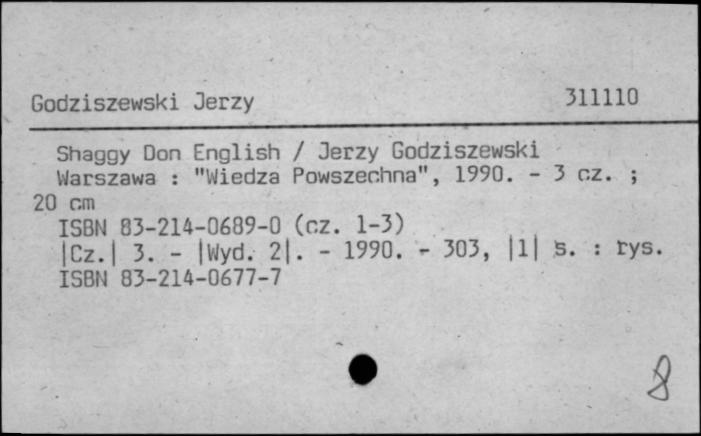 Godziszewski Jerzy 311110
Shaggy Don English / Jerzy Godziszewski
Warszawa : "Wiedza Powszechna", 1990. - 3 cz. ;
20 cm
ISBN 83-214-0689-0 (cz. 1-3)
|Cz.| 3. - |Wyd. 2|. - 1990. - 303, |1| s. : rys.
ISBN 83-214-0677-7
8